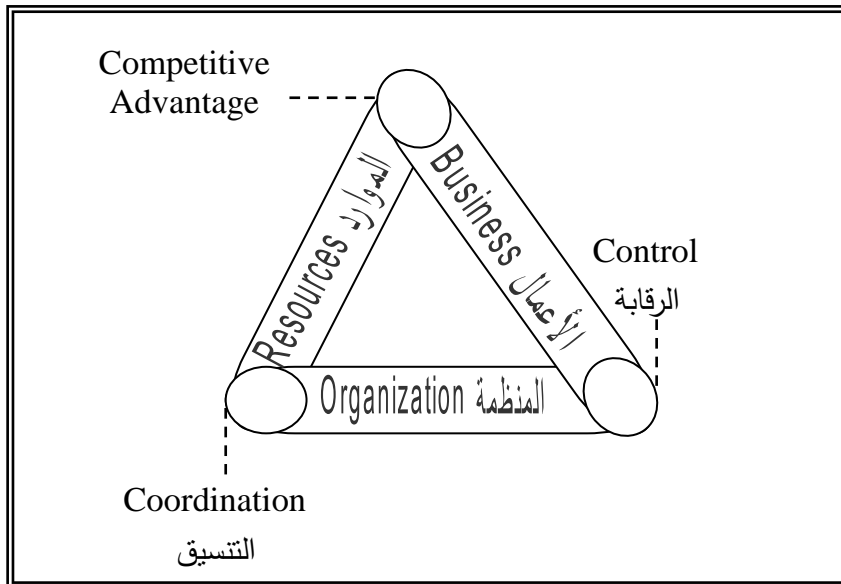 Competitive
Advantage
Resources الموارد
Business الأعمال
Control
الرقابة
Organization المنظمة
Coordination
التنسيق